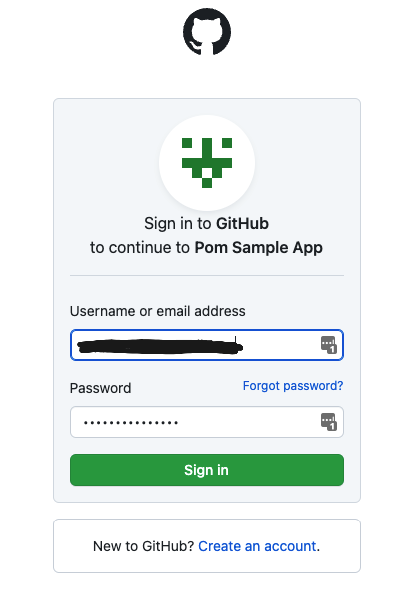 Sign in to GitHub
to continue to Pom Sample App
Username or email address
Password
Forgot password?
•••••••••••••••
Sign in
New to GitHub? Create an account.